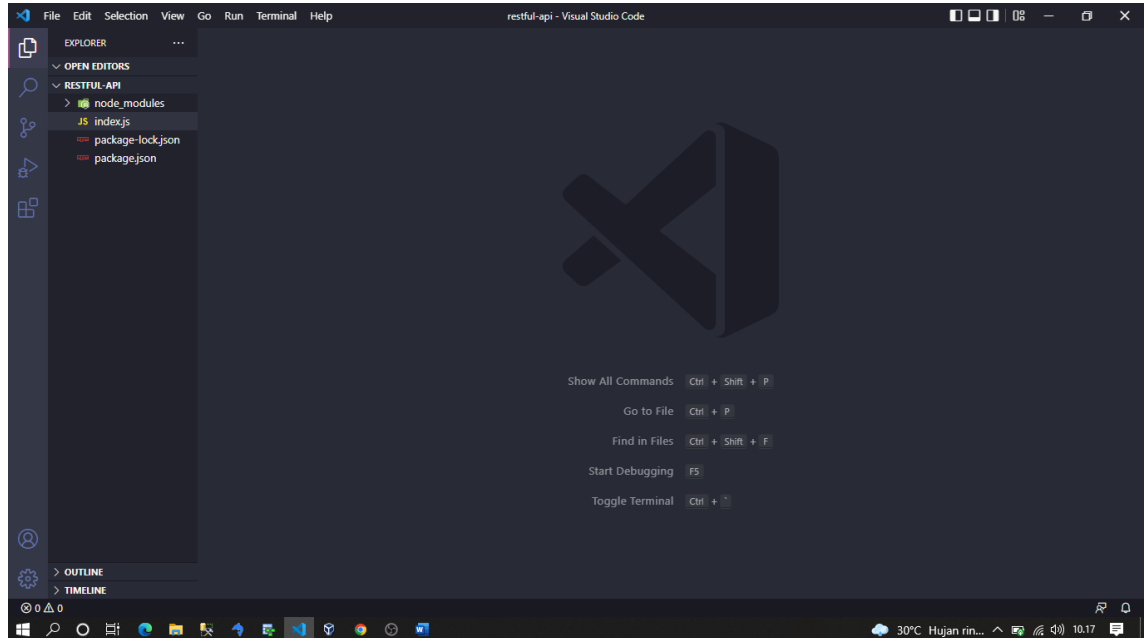 File Edit Selection View Go Run Terminal Help restful-api - Visual Studio Code
EXPLORER ...
OPEN EDITORS
RESTFUL-API
node_modules
JS index.js
package-lock.json
package.json
Show All Commands Ctrl + Shift + P
Go to File Ctrl + P
Find in Files Ctrl + Shift + F
Start Debugging F5
Toggle Terminal Ctrl + `
OUTLINE
TIMELINE
0 0
30°C Hujan rin... 10.17